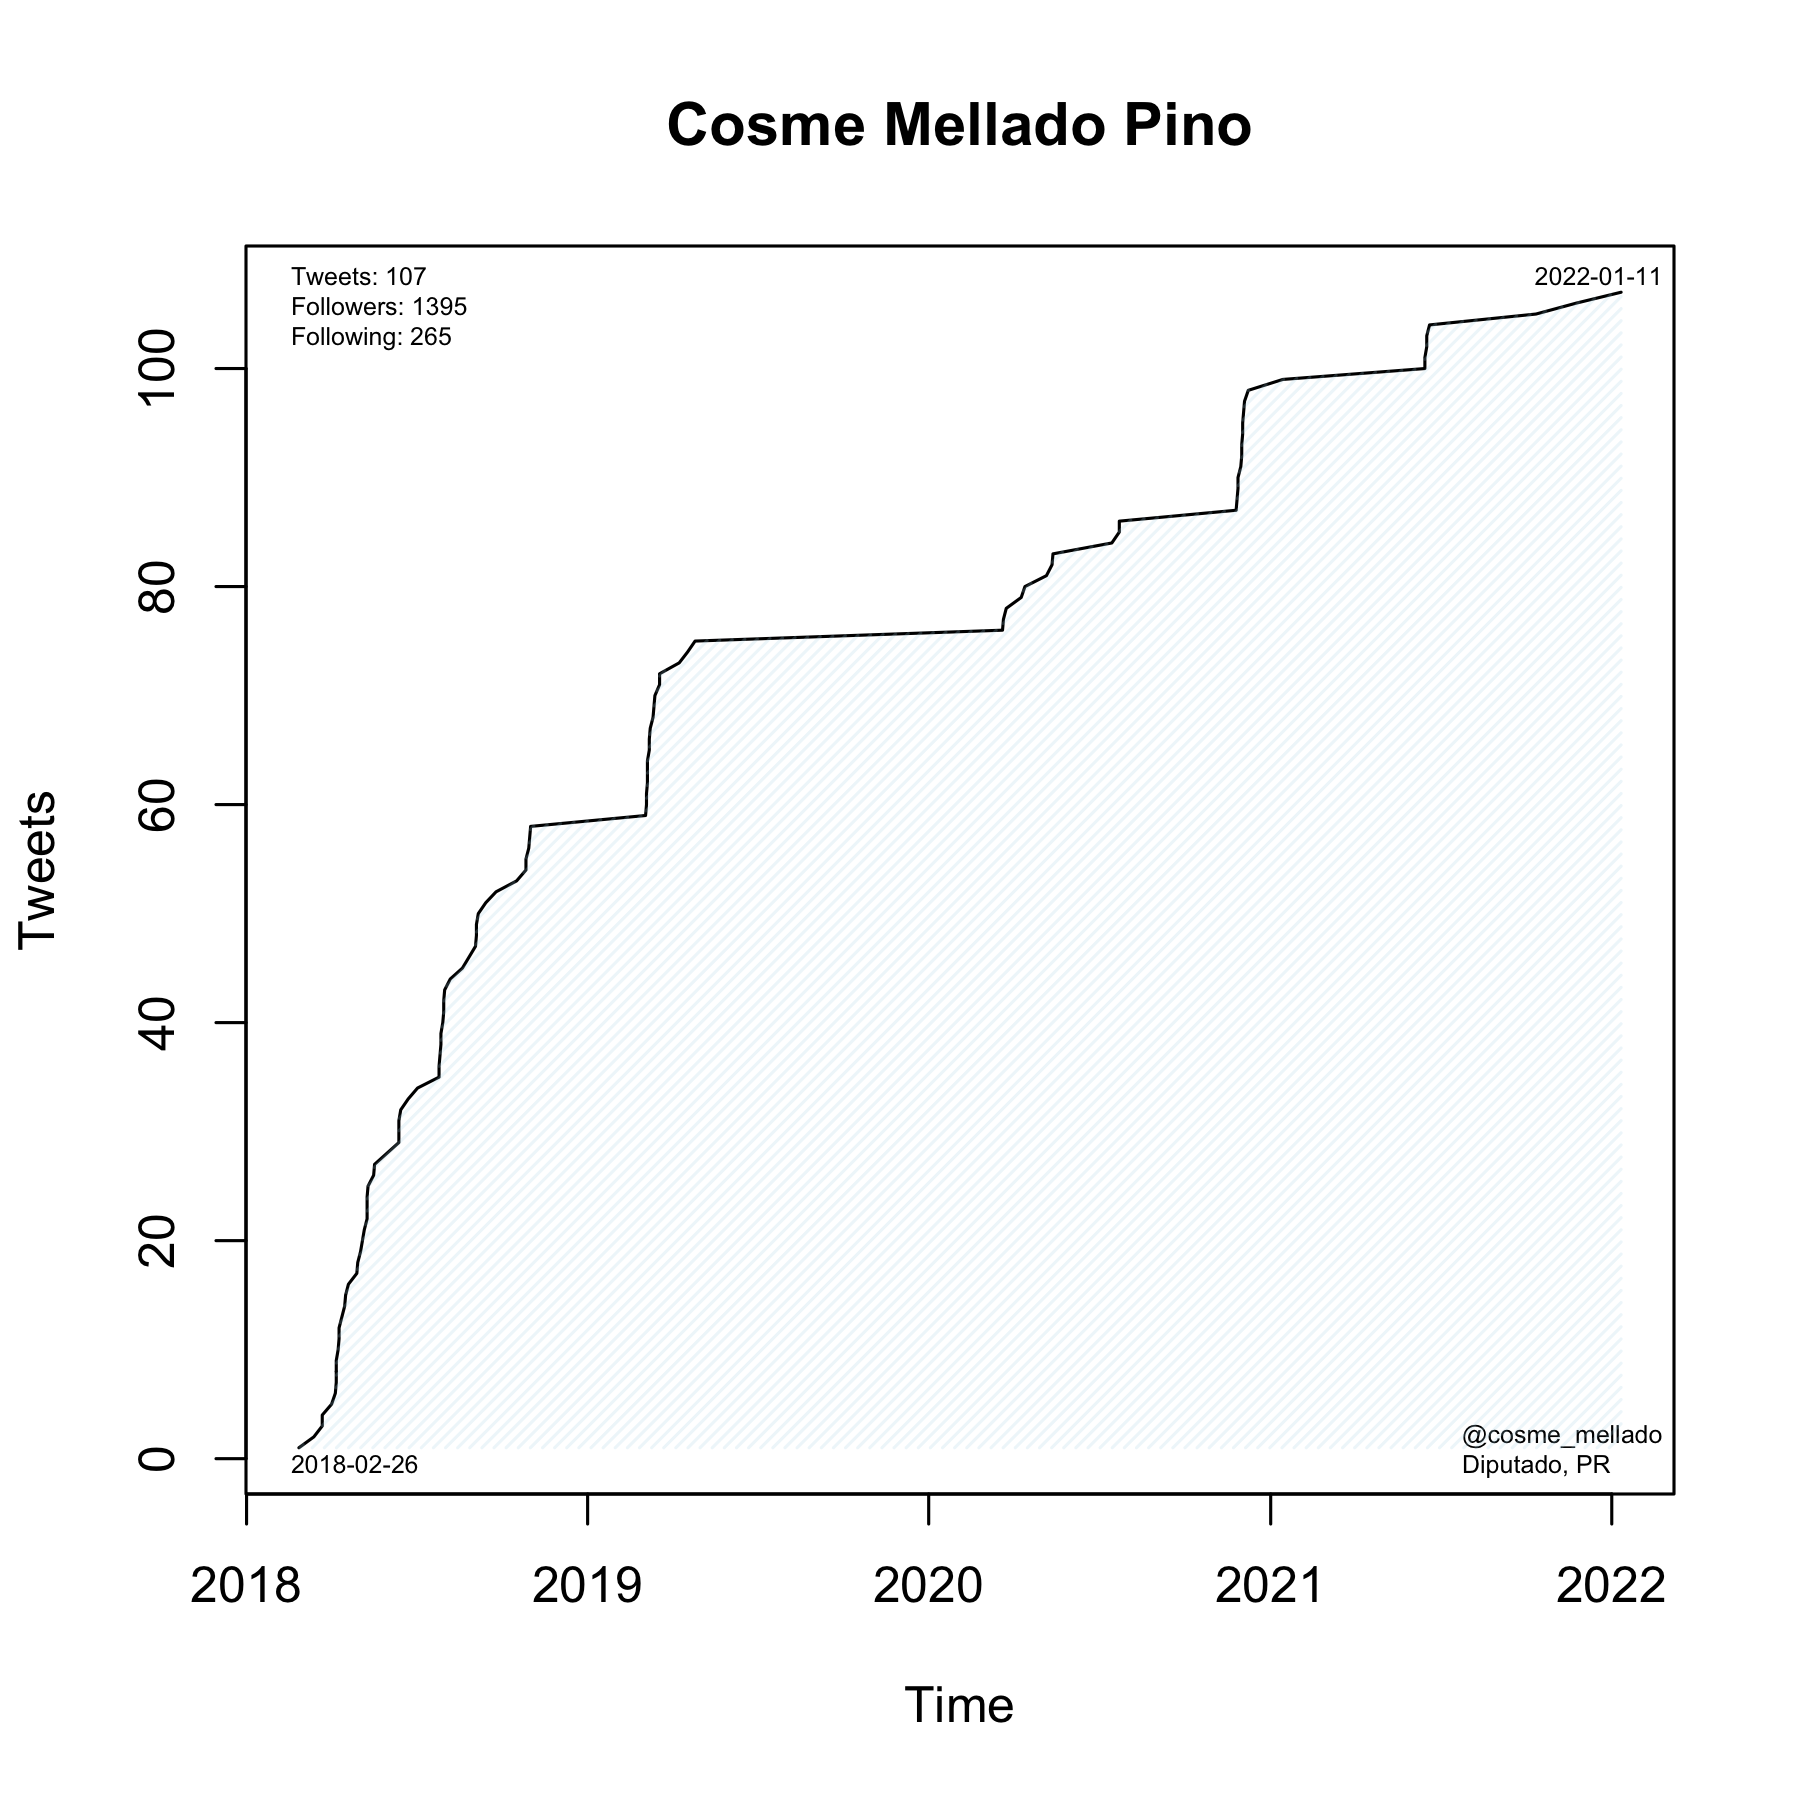 Cosme Mellado Pino
Tweets: 107
Followers: 1395
Following: 265
2022-01-11
100
80
60
40
20
0
Tweets
2018-02-26
@cosme_mellado
Diputado, PR
2018 2019 2020 2021 2022
Time